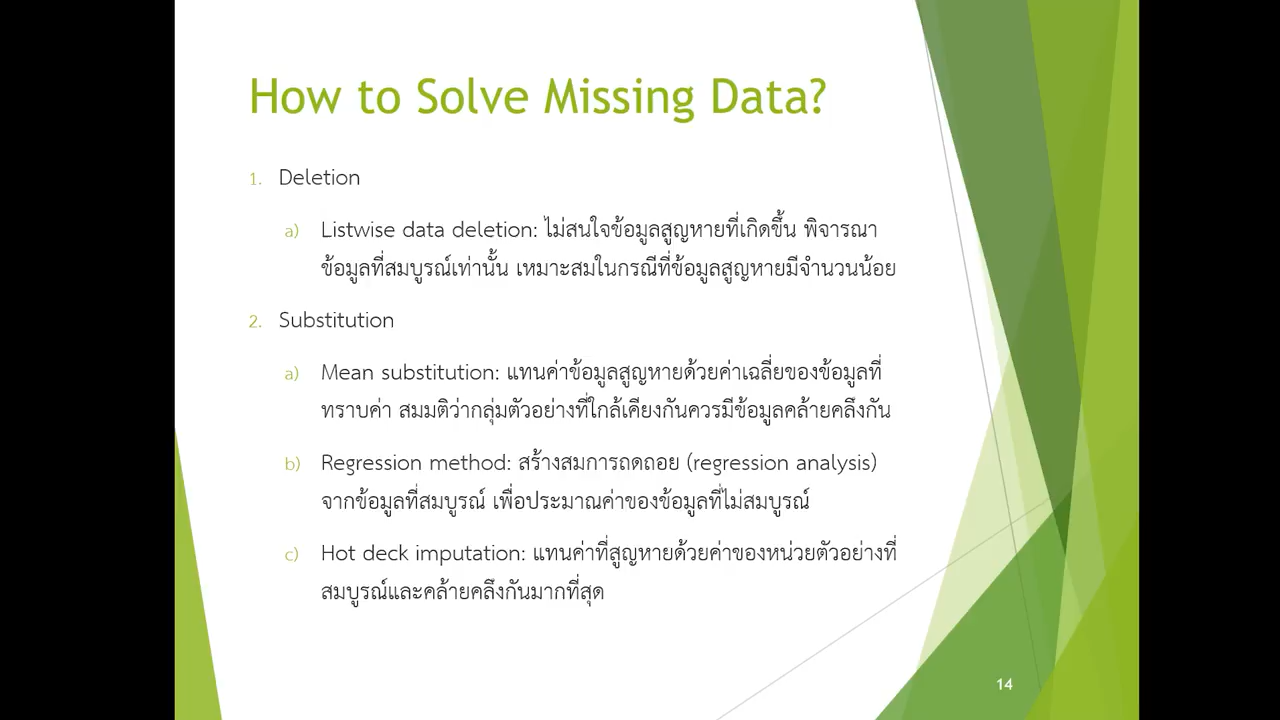 How to Solve Missing Data?
1. Deletion
a) Listwise data deletion: ไม่สนใจข้อมูลสูญหายที่เกิดขึ้น พิจารณา
ข้อมูลที่สมบูรณ์เท่านั้น เหมาะสมในกรณีที่ข้อมูลสูญหายมีจำนวนน้อย
2. Substitution
a) Mean substitution: แทนค่าข้อมูลสูญหายด้วยค่าเฉลี่ยของข้อมูลที่
ทราบค่า สมมติว่ากลุ่มตัวอย่างที่ใกล้เคียงกันควรมีข้อมูลคล้ายคลึงกัน
b) Regression method: สร้างสมการถดถอย (regression analysis)
จากข้อมูลที่สมบูรณ์ เพื่อประมาณค่าของข้อมูลที่ไม่สมบูรณ์
c) Hot deck imputation: แทนค่าที่สูญหายด้วยค่าของหน่วยตัวอย่างที่
สมบูรณ์และคล้ายคลึงกันมากที่สุด
14